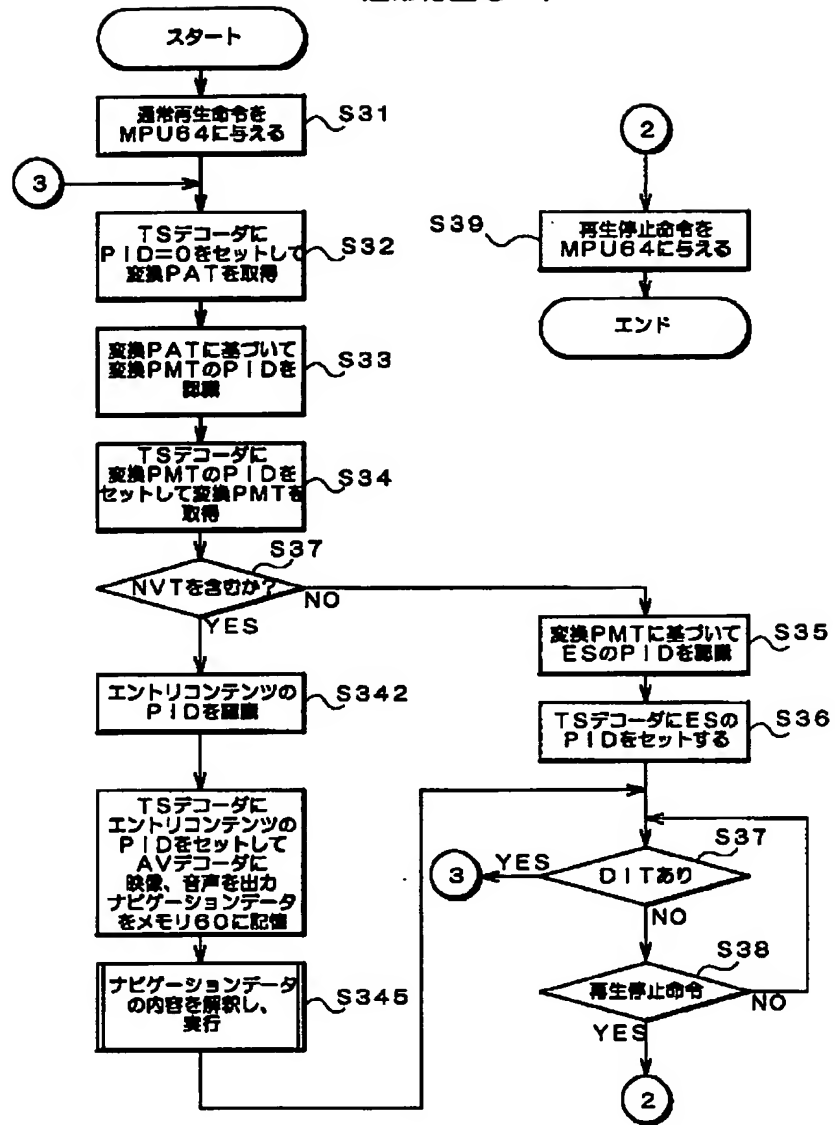 スタート
通常再生命令を
MPU64に与える
S31
3
TSデコーダに
PID=0をセットして
変換PATを取得
S32
変換PATに基づいて
変換PMTのPIDを
認識
S33
TSデコーダに
変換PMTのPIDを
セットして変換PMTを
取得
S34
S37
NVTを含むか?
NO
YES
エントリコンテンツの
PIDを認識
S342
TSデコーダに
エントリコンテンツの
PIDをセットして
AVデコーダに
映像、音声を出力
ナビゲーションデータ
をメモリ60に記憶
ナビゲーションデータ
の内容を解釈し、
実行
S345
2
S39
再生停止命令を
MPU64に与える
エンド
変換PMTに基づいて
ESのPIDを認識
S35
TSデコーダにESの
PIDをセットする
S36
S37
DITあり
YES
3
NO
S38
再生停止命令
NO
YES
2